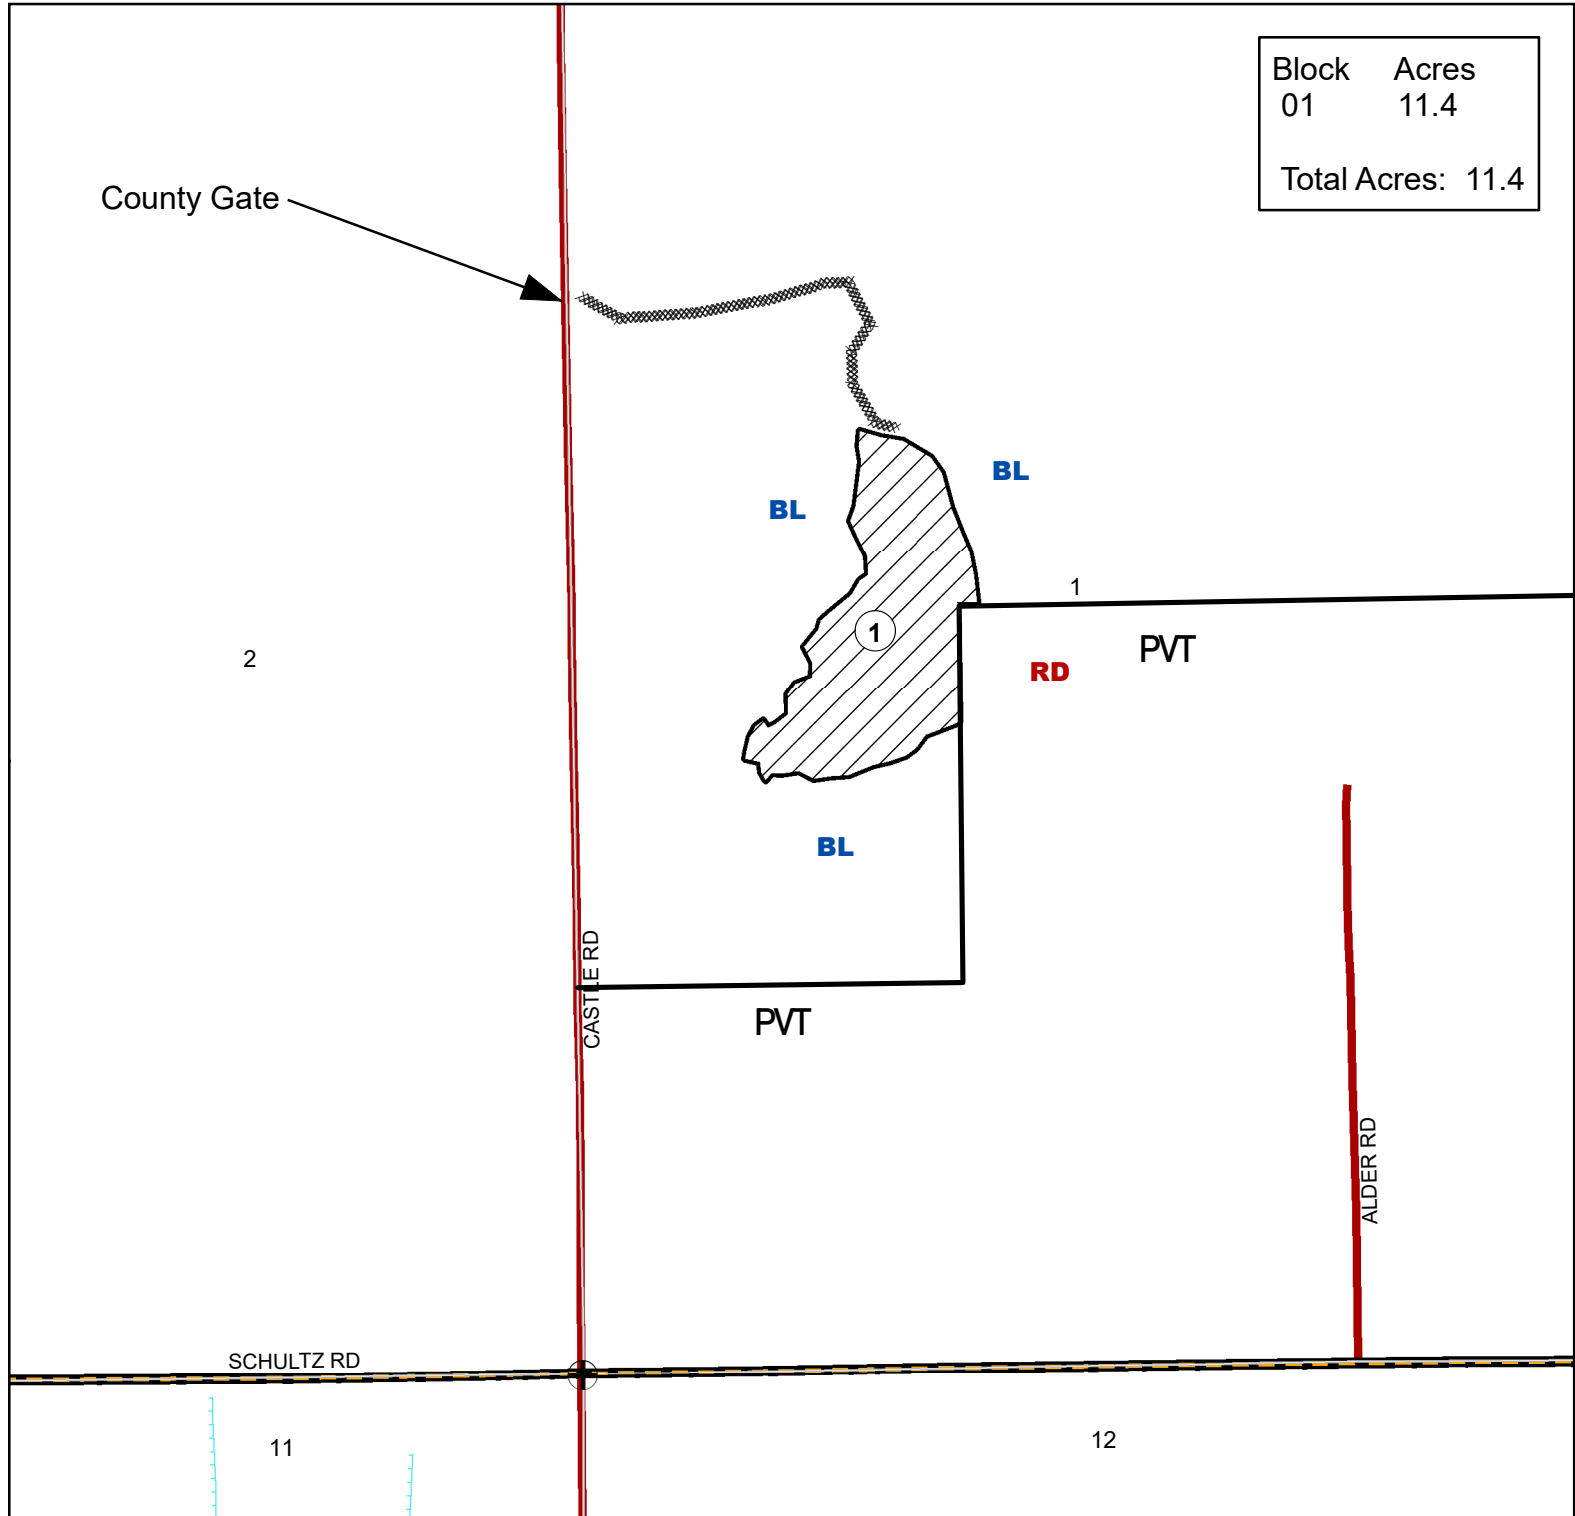 Block Acres
01 11.4
Total Acres: 11.4
County Gate
BL
BL
1
1
PVT
2
RD
BL
CASTLE RD
PVT
ALDER RD
SCHULTZ RD
11
12